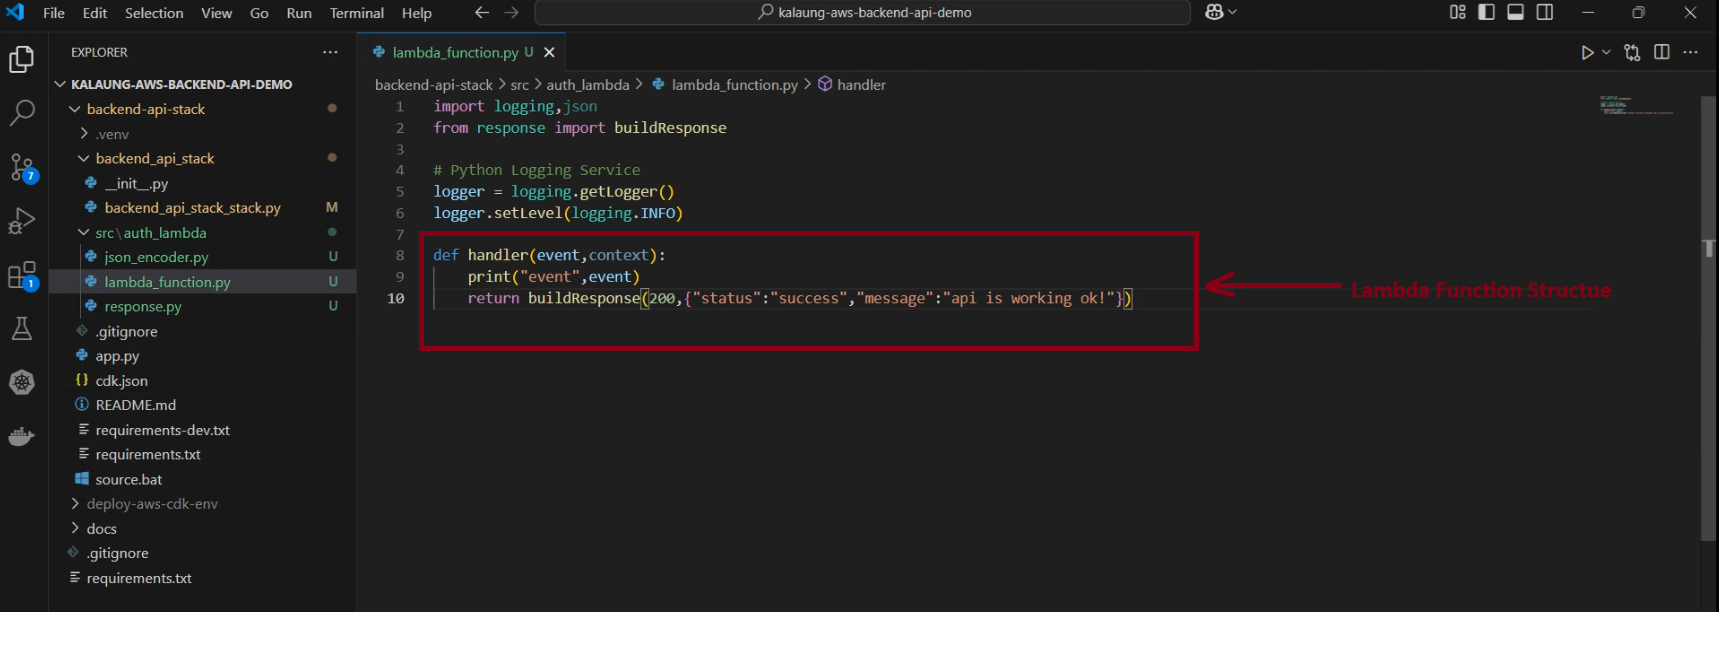 File Edit Selection View Go Run Terminal Help
kalaung-aws-backend-api-demo
EXPLORER
KALAUNG-AWS-BACKEND-API-DEMO
backend-api-stack
.venv
backend_api_stack
__init__.py
backend_api_stack_stack.py M
src\auth_lambda
json_encoder.py U
lambda_function.py U
response.py U
.gitignore
app.py
cdk.json
README.md
requirements-dev.txt
requirements.txt
source.bat
deploy-aws-cdk-env
docs
.gitignore
requirements.txt
7
1
lambda_function.py U
backend-api-stack > src > auth_lambda > lambda_function.py > handler
1 import logging,json
2 from response import buildResponse
3
4 # Python Logging Service
5 logger = logging.getLogger()
6 logger.setLevel(logging.INFO)
7
8 def handler(event,context):
9 print("event",event)
10 return buildResponse(200,{"status":"success","message":"api is working ok!"})
Lambda Function Structue